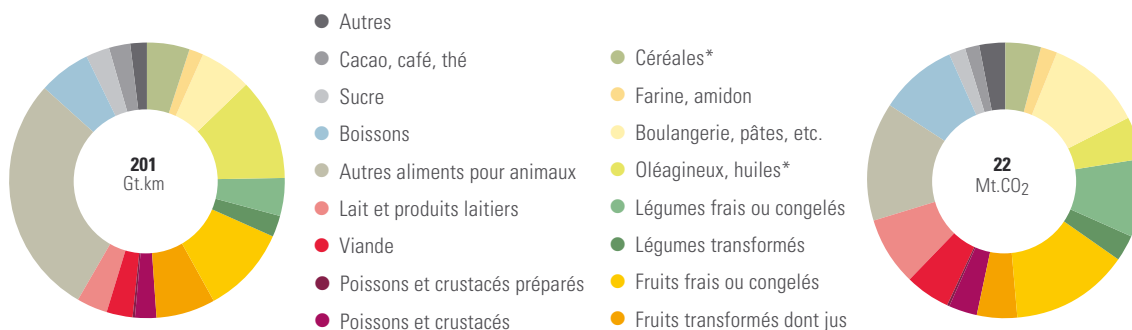 201
Gt.km
Autres
Cacao, café, thé
Sucre
Boissons
Autres aliments pour animaux
Lait et produits laitiers
Viande
Poissons et crustacés préparés
Poissons et crustacés
Céréales*
Farine, amidon
Boulangerie, pâtes, etc.
Oléagineux, huiles*
Légumes frais ou congelés
Légumes transformés
Fruits frais ou congelés
Fruits transformés dont jus
22
Mt.CO2